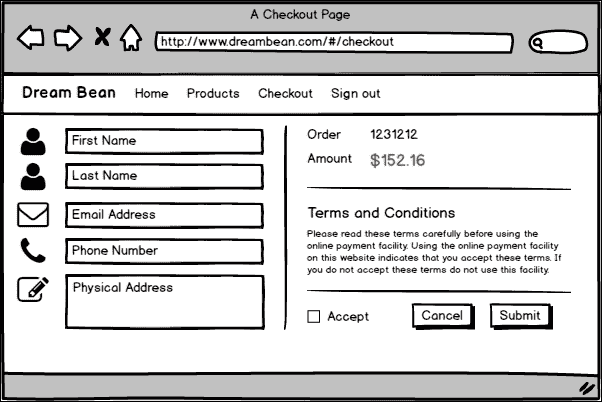 A Checkout Page
http://www.dreambean.com/#/checkout
Dream Bean Home Products Checkout Sign out
First Name
Last Name
Email Address
Phone Number
Physical Address
Order 1231212
Amount $152.16
Terms and Conditions
Please read these terms carefully before using the
online payment facility. Using the online payment facility
on this website indicates that you accept these terms. If
you do not accept these terms do not use this facility.
Accept Cancel Submit